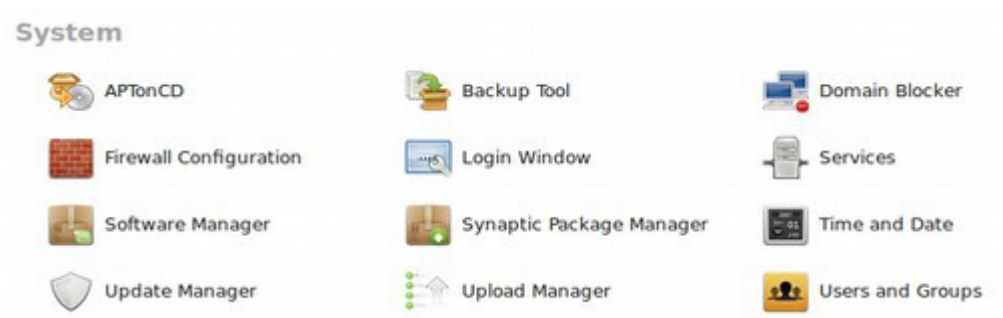 System
APTonCD Backup Tool Domain Blocker
Firewall Configuration Login Window Services
Software Manager Synaptic Package Manager Time and Date
Update Manager Upload Manager Users and Groups